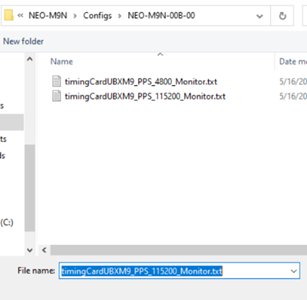 « NEO-M9N > Configs > NEO-M9N-00B-00
New folder
Name
Date m
timingCardUBXM9_PPS_4800_Monitor.txt
5/16/20
timingCardUBXM9_PPS_115200_Monitor.txt
5/16/20
s
ts
ds
(C:)
File name: timingCardUBXM9_PPS_115200_Monitor.txt